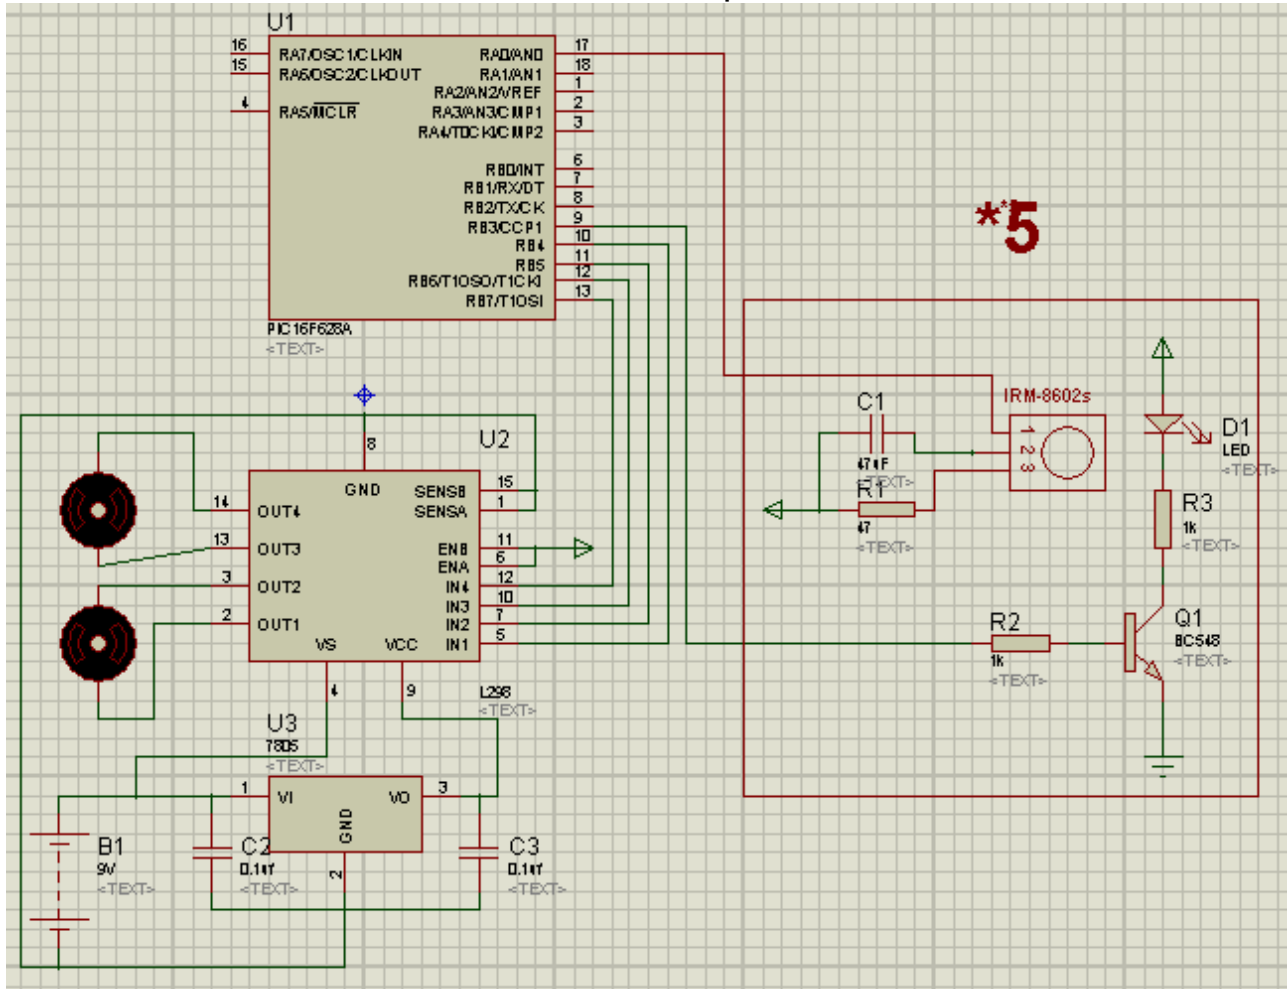 U1
16
RA7/OSC1/CLKIN
15
RA6/OSC2/CLKOUT
4
RA5/MCLR
RA0/AN0
17
RA1/AN1
18
RA2/AN2/VREF
1
RA3/AN3/CMP1
2
RA4/T0CKI/CMP2
3
RB0/INT
6
RB1/RX/DT
7
RB2/TX/CK
8
RB3/CCP1
9
RB4
10
RB5
11
RB6/T1OSO/T1CKI
12
RB7/T1OSI
13
PIC16F628A
<TEXT>
*5
U2
8
GND
SENSB
15
SENSA
1
14
OUT4
13
OUT3
3
OUT2
2
OUT1
ENB
11
ENA
6
IN4
12
IN3
10
IN2
7
IN1
5
VS
VCC
4
9
L298
<TEXT>
U3
7805
<TEXT>
1
VI
VO
3
GND
2
B1
9V
<TEXT>
C2
<TEXT>
C3
<TEXT>
IRM-8602s
1
2
3
C1
<TEXT>
R1
47
<TEXT>
D1
LED
<TEXT>
R3
1k
<TEXT>
R2
1k
<TEXT>
Q1
BC548
<TEXT>